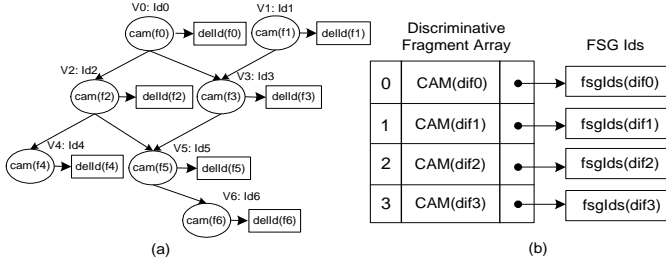 V0: Id0
cam(f0)
delId(f0)
V1: Id1
cam(f1)
delId(f1)
V2: Id2
cam(f2)
delId(f2)
V3: Id3
cam(f3)
delId(f3)
V4: Id4
cam(f4)
delId(f4)
V5: Id5
cam(f5)
delId(f5)
V6: Id6
cam(f6)
delId(f6)
(a)
Discriminative
Fragment Array
FSG Ids
0 CAM(dif0) fsgIds(dif0)
1 CAM(dif1) fsgIds(dif1)
2 CAM(dif2) fsgIds(dif2)
3 CAM(dif3) fsgIds(dif3)
(b)